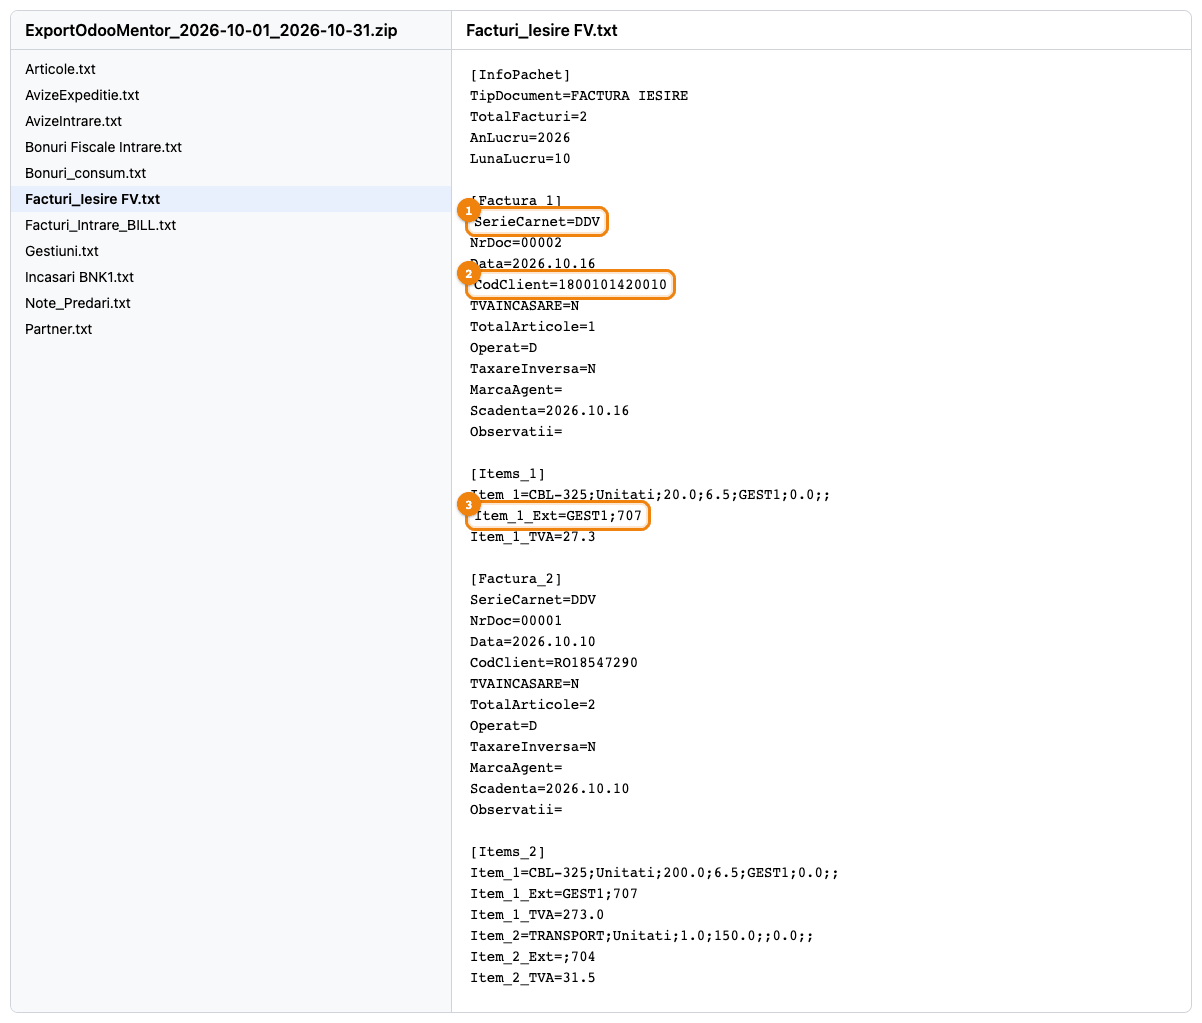 ExportOdooMentor_2026-10-01_2026-10-31.zip
Articole.txt
AvizeExpeditie.txt
AvizeIntrare.txt
Bonuri Fiscale Intrare.txt
Bonuri_consum.txt
Facturi_Iesire FV.txt
Facturi_Intrare_BILL.txt
Gestiuni.txt
Incasari BNK1.txt
Note_Predari.txt
Partner.txt
Facturi_Iesire FV.txt
[InfoPachet]
TipDocument=FACTURA IESIRE
TotalFacturi=2
AnLucru=2026
LunaLucru=10
[Factura_1]
1
SerieCarnet=DDV
NrDoc=00002
Data=2026.10.16
2
CodClient=1800101420010
TVAINCASARE=N
TotalArticole=1
Operat=D
TaxareInversa=N
MarcaAgent=
Scadenta=2026.10.16
Observatii=
[Items_1]
Item_1=CBL-325;Unitati;20.0;6.5;GEST1;0.0;;
3
Item_1_Ext=GEST1;707
Item_1_TVA=27.3
[Factura_2]
SerieCarnet=DDV
NrDoc=00001
Data=2026.10.10
CodClient=RO18547290
TVAINCASARE=N
TotalArticole=2
Operat=D
TaxareInversa=N
MarcaAgent=
Scadenta=2026.10.10
Observatii=
[Items_2]
Item_1=CBL-325;Unitati;200.0;6.5;GEST1;0.0;;
Item_1_Ext=GEST1;707
Item_1_TVA=273.0
Item_2=TRANSPORT;Unitati;1.0;150.0;;0.0;;
Item_2_Ext=;704
Item_2_TVA=31.5